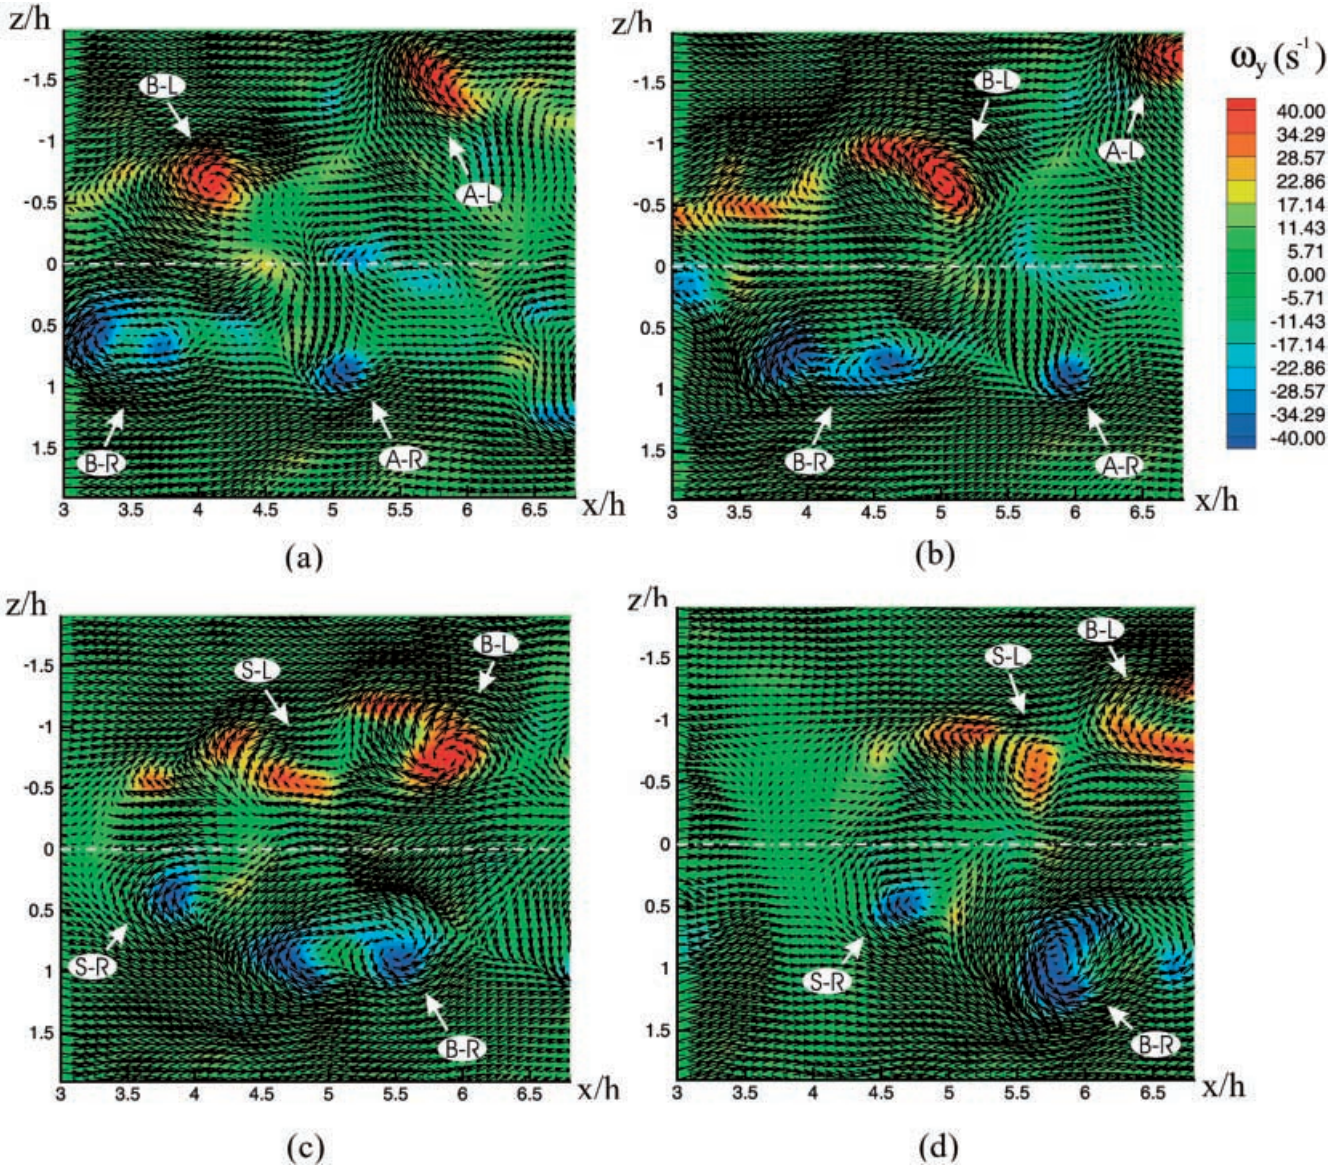 z/h
-1.5
-1
-0.5
0
0.5
1
1.5
3
3.5
4
4.5
5
5.5
6
6.5
x/h
B-L
A-L
B-R
A-R
(a)
z/h
-1.5
-1
-0.5
0
0.5
1
1.5
3
3.5
4
4.5
5
5.5
6
6.5
x/h
B-L
A-L
B-R
A-R
(b)
ωy (s⁻¹)
40.00
34.29
28.57
22.86
17.14
11.43
5.71
0.00
-5.71
-11.43
-17.14
-22.86
-28.57
-34.29
-40.00
z/h
-1.5
-1
-0.5
0
0.5
1
1.5
3
3.5
4
4.5
5
5.5
6
6.5
x/h
S-L
B-L
S-R
B-R
(c)
z/h
-1.5
-1
-0.5
0
0.5
1
1.5
3
3.5
4
4.5
5
5.5
6
6.5
x/h
B-L
S-L
S-R
B-R
(d)